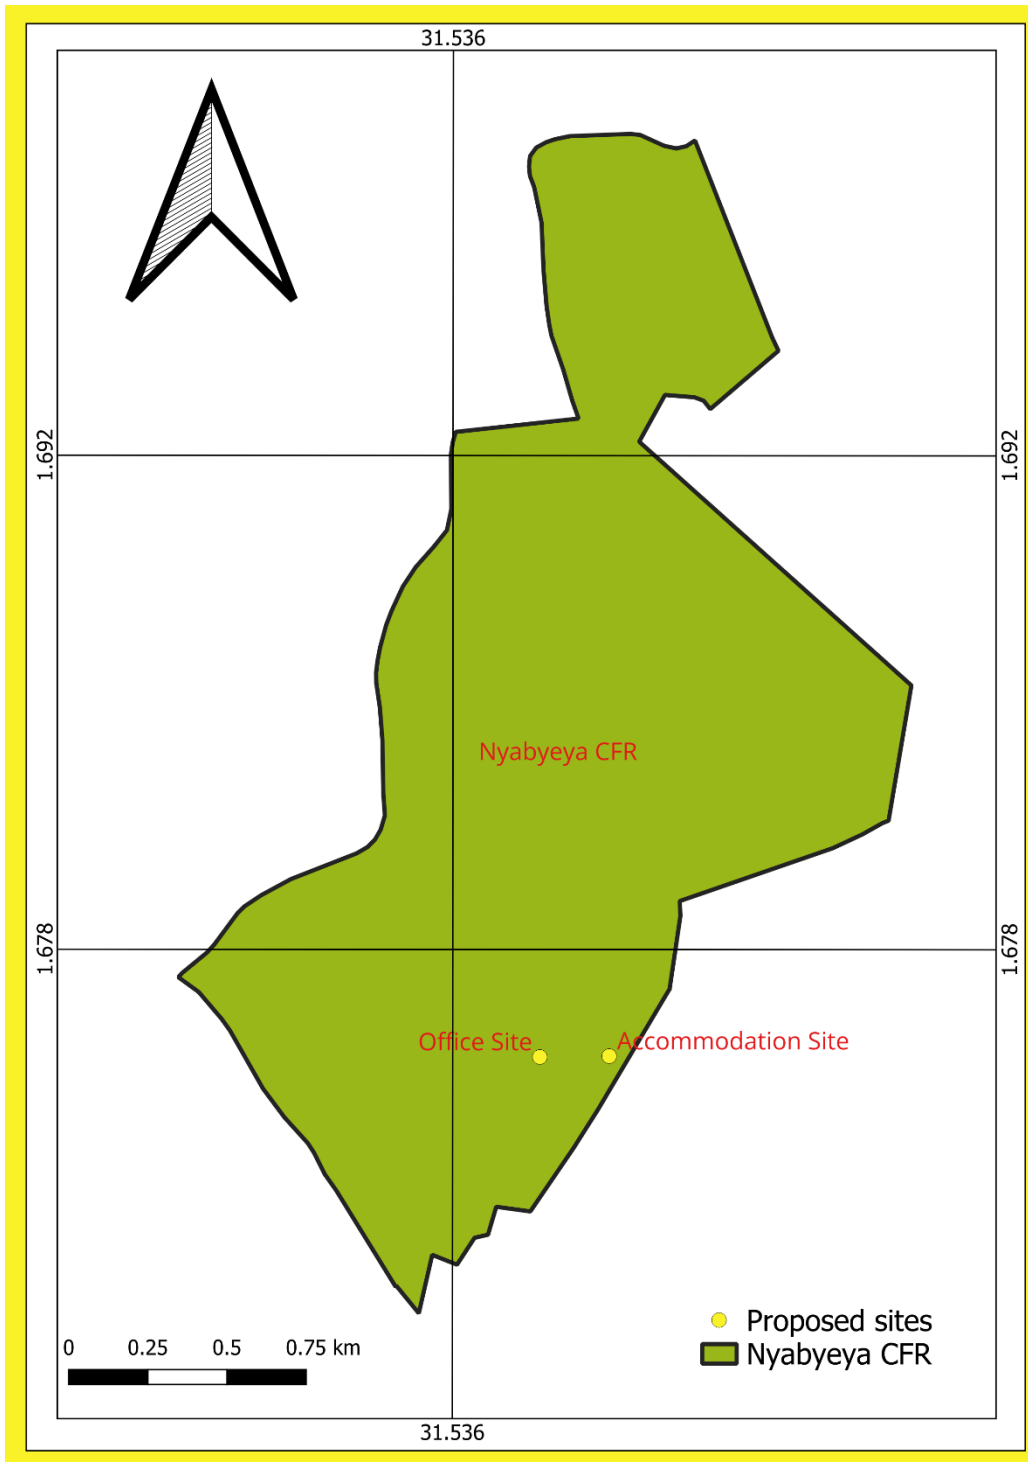 31.536
1.692
1.692
Nyabyeya CFR
1.678
1.678
Office Site
Accommodation Site
Proposed sites
Nyabyeya CFR
0 0.25 0.5 0.75 km
31.536